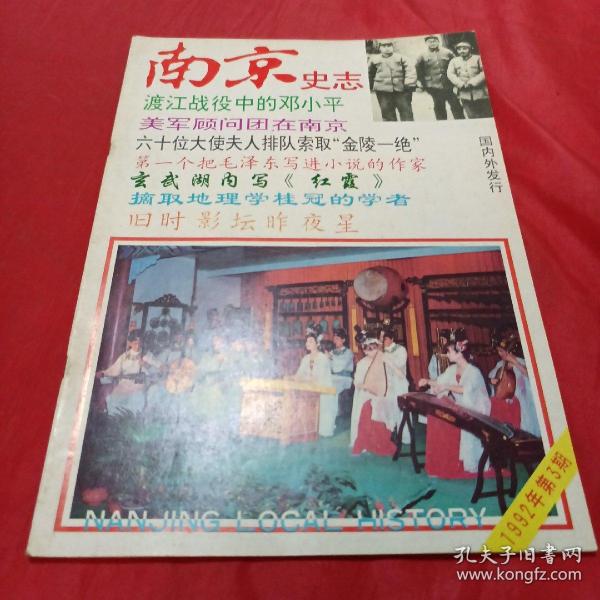 南京史志
渡江战役中的邓小平
美军顾问团在南京
六十位大使夫人排队索取“金陵一绝”
第一个把毛泽东写进小说的作家
玄武湖内写《红霞》
摘取地理学桂冠的学者
旧时影坛昨夜星
国内外发行
NANJING LOCAL HISTORY
1992年第3期
孔夫子旧书网
www.kongfz.com